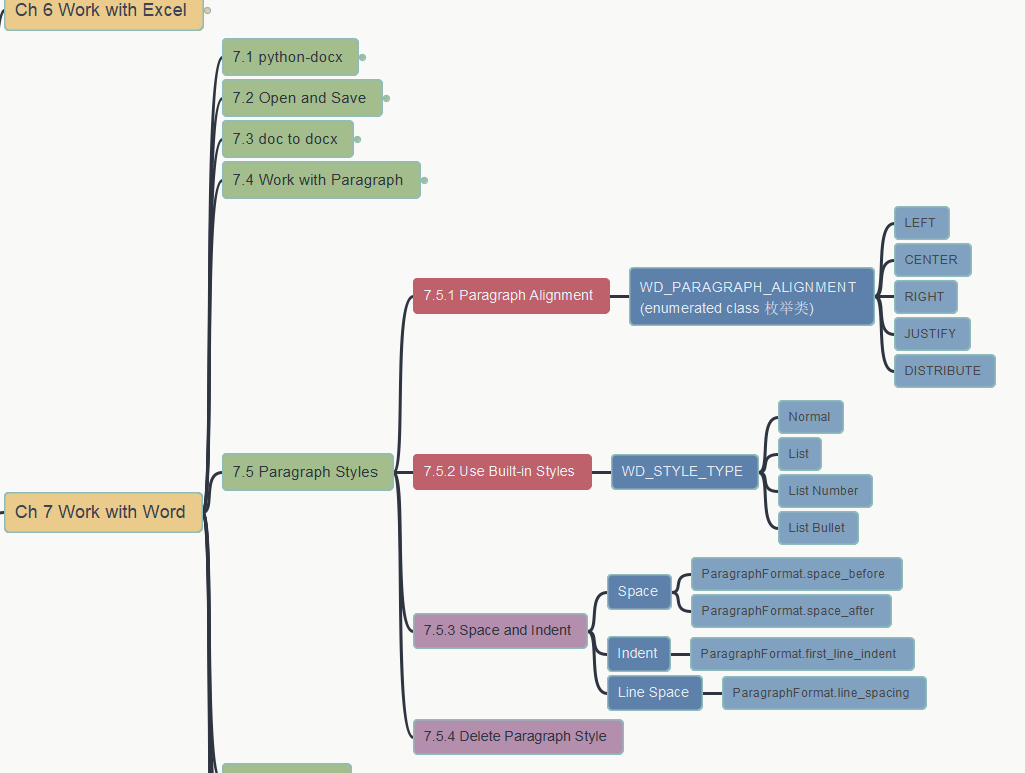 Ch 6 Work with Excel
7.1 python-docx
7.2 Open and Save
7.3 doc to docx
7.4 Work with Paragraph
Ch 7 Work with Word
7.5 Paragraph Styles
7.5.1 Paragraph Alignment
WD_PARAGRAPH_ALIGNMENT
(enumerated class 枚举类)
LEFT
CENTER
RIGHT
JUSTIFY
DISTRIBUTE
7.5.2 Use Built-in Styles
WD_STYLE_TYPE
Normal
List
List Number
List Bullet
7.5.3 Space and Indent
Space
ParagraphFormat.space_before
ParagraphFormat.space_after
Indent
ParagraphFormat.first_line_indent
Line Space
ParagraphFormat.line_spacing
7.5.4 Delete Paragraph Style